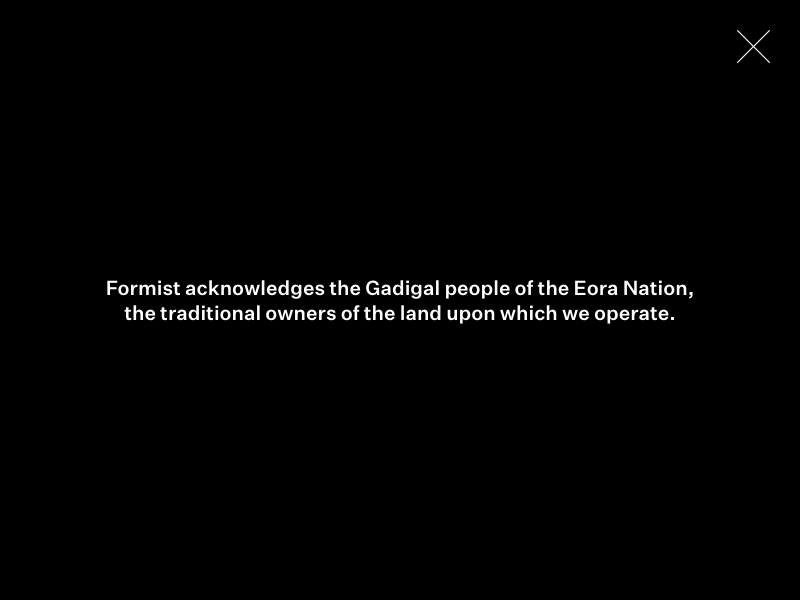 Formist acknowledges the Gadigal people of the Eora Nation,
the traditional owners of the land upon which we operate.